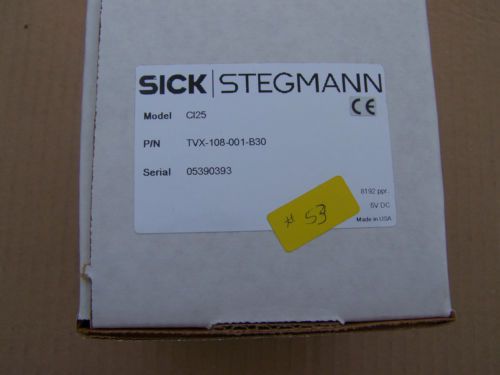 SICK | STEGMANN
CE
Model CI25
P/N TVX-108-001-B30
Serial 05390393
8192 ppr.
5V DC
Made in USA
# 53